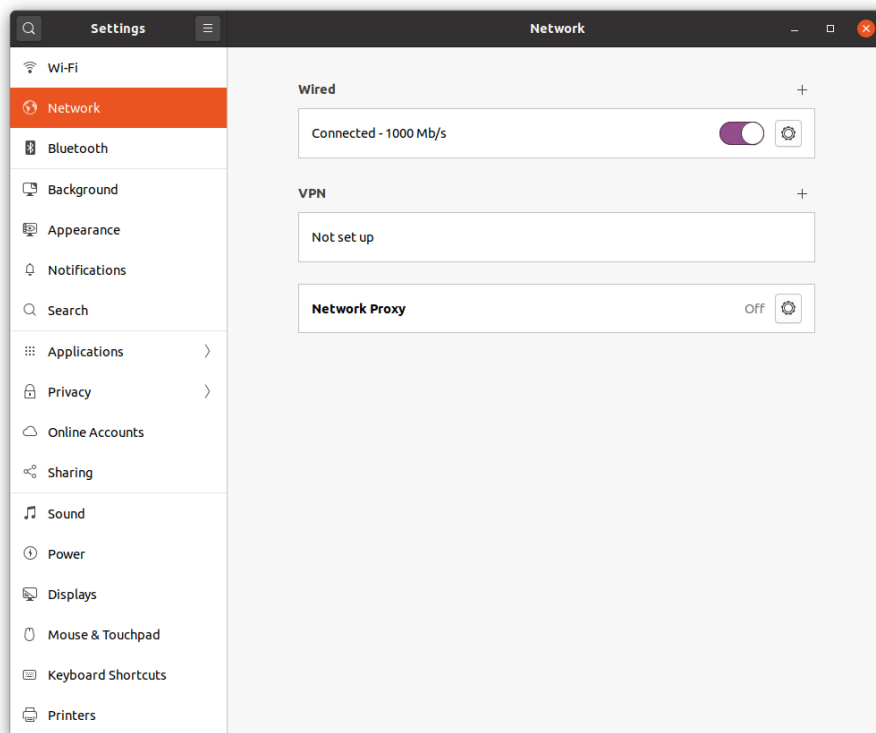 Settings
Network
Wi-Fi
Network
Bluetooth
Background
Appearance
Notifications
Search
Applications
Privacy
Online Accounts
Sharing
Sound
Power
Displays
Mouse & Touchpad
Keyboard Shortcuts
Printers
Wired
Connected - 1000 Mb/s
VPN
Not set up
Network Proxy Off